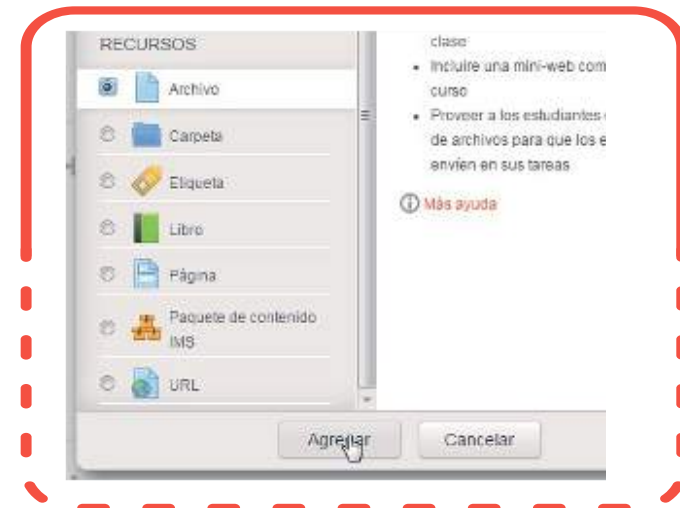 RECURSOS
Archivo
Carpeta
Etiqueta
Libro
Página
Paquete de contenido
IMS
URL
clase
Incluire una mini-web com
curso
Proveer a los estudiantes
de archivos para que los e
envíen en sus tareas
Más ayuda
Agregar
Cancelar